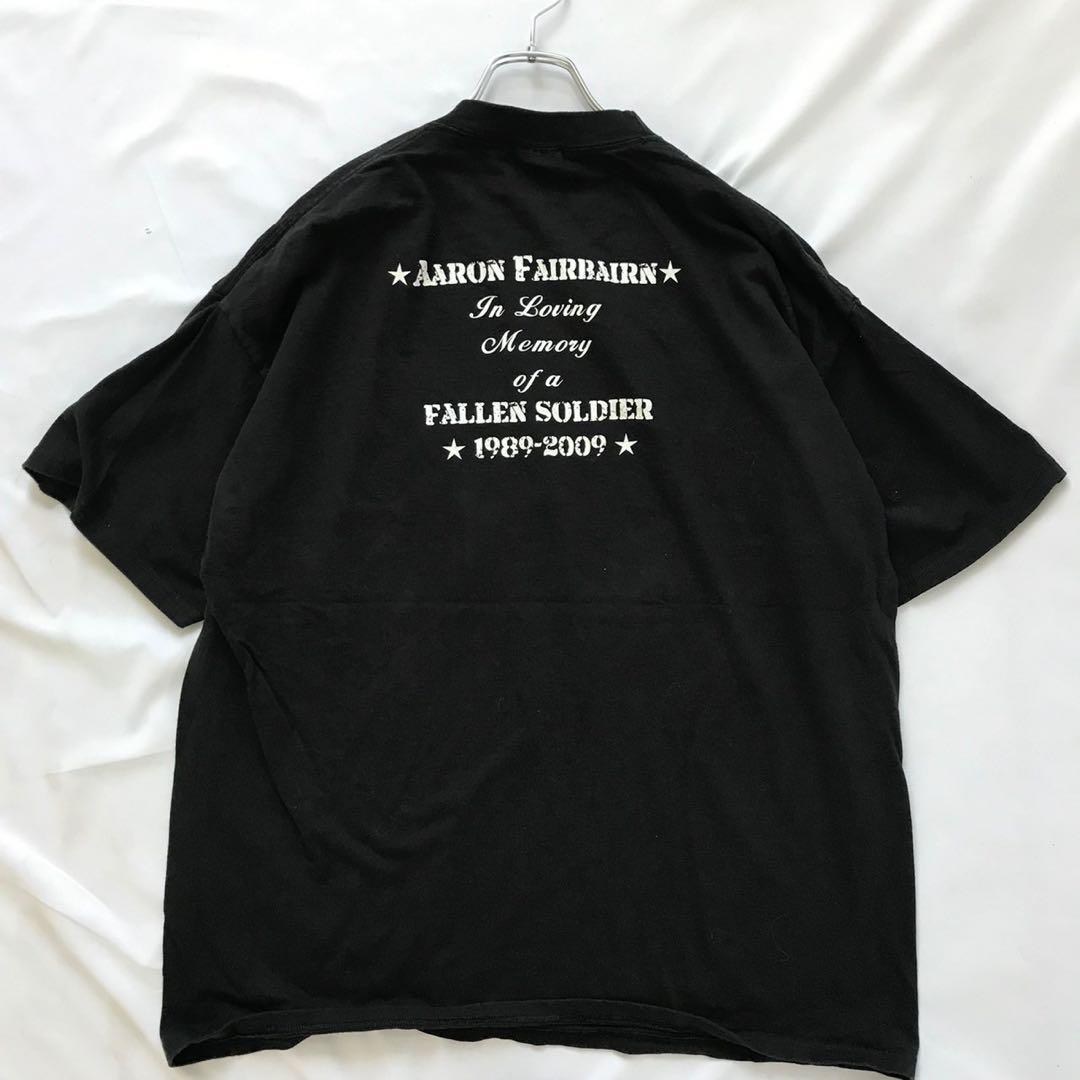 ★AARON FAIRBAIRN★
In Loving
Memory
of a
FALLEN SOLDIER
★ 1989-2009 ★